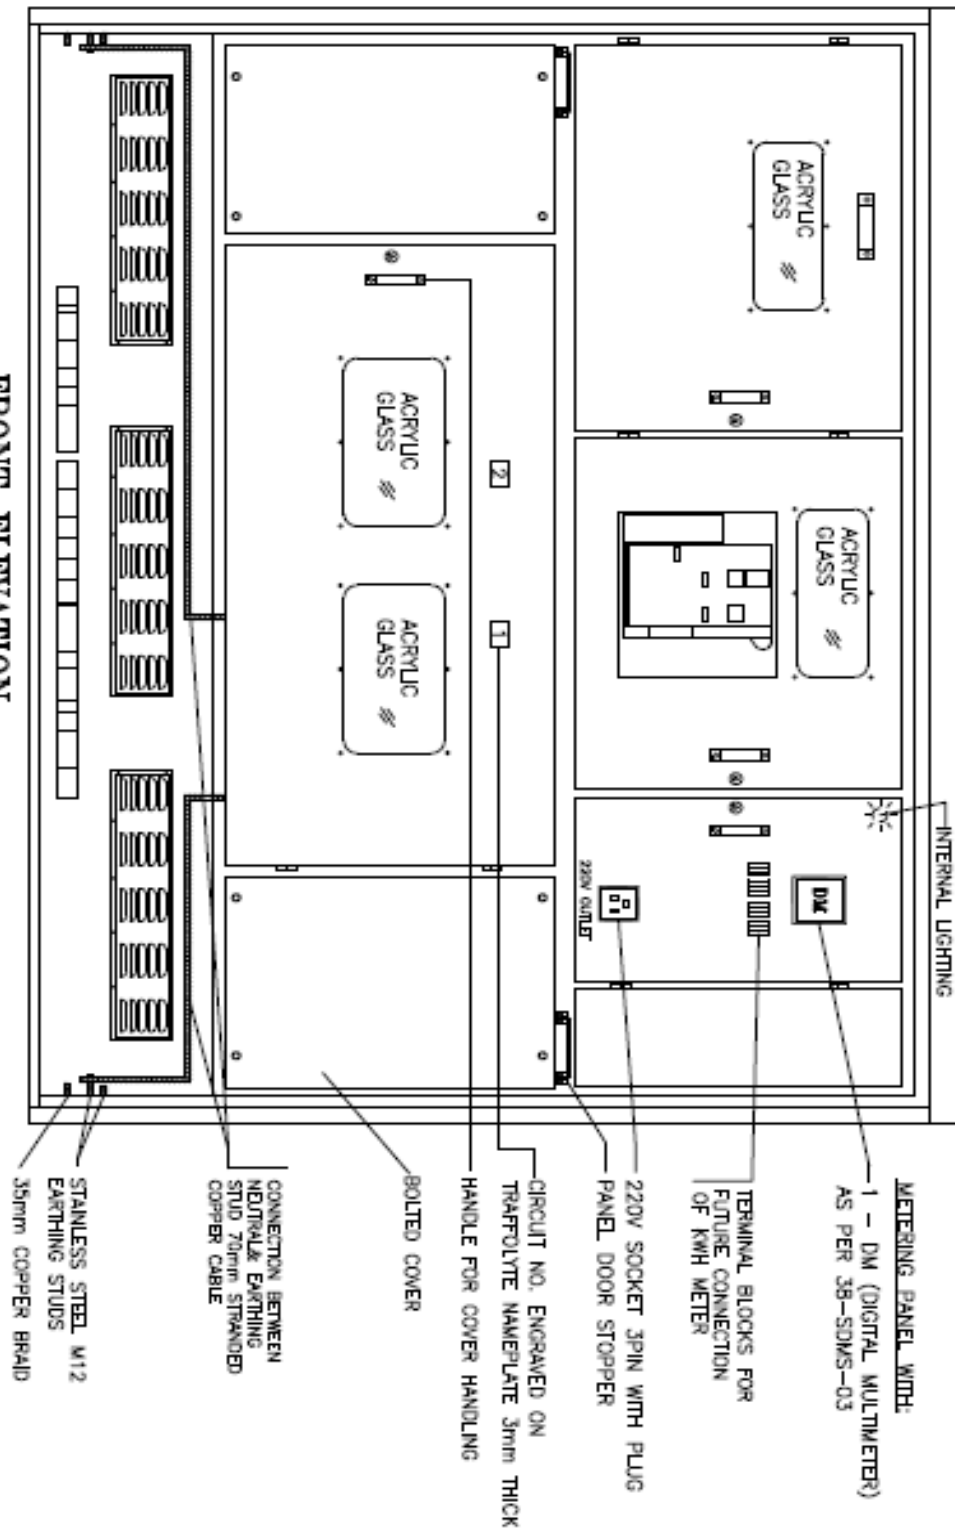 INTERNAL LIGHTING
METERING PANEL WITH:
1 - DM (DIGITAL MULTIMETER)
AS PER 38-SDMS-03
TERMINAL BLOCKS FOR
FUTURE CONNECTION
OF KWH METER
220V SOCKET 3PIN WITH PLUG
PANEL DOOR STOPPER
CIRCUIT NO. ENGRAVED ON
TRAFFOLYTE NAMEPLATE 3mm THICK
HANDLE FOR COVER HANDLING
BOLTED COVER
CONNECTION BETWEEN
NEUTRAL& EARTHING
STUD 70mm STRANDED
COPPER CABLE
STAINLESS STEEL M12
EARTHING STUDS
35mm COPPER BRAID
ACRYLIC
GLASS
ACRYLIC
GLASS
DM
220V OUTLET
2
1
ACRYLIC
GLASS
ACRYLIC
GLASS
FRONT ELEVATION